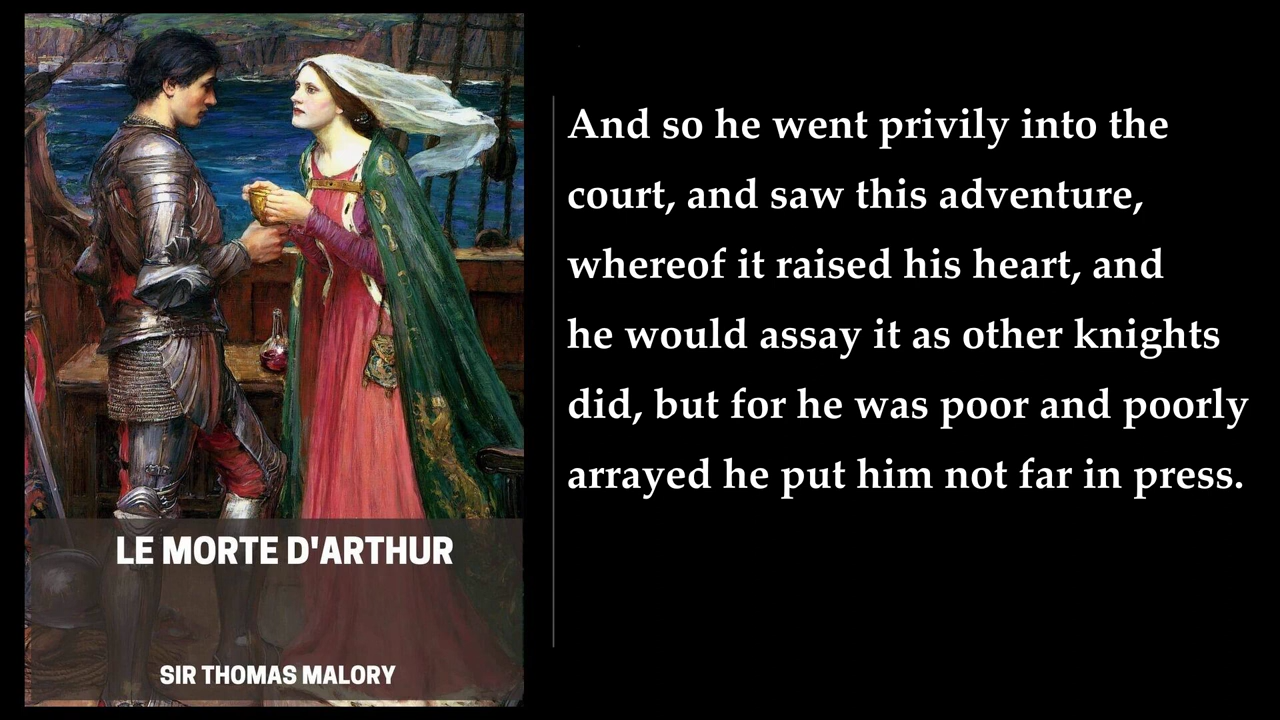 LE MORTE D'ARTHUR
SIR THOMAS MALORY
And so he went privily into the
court, and saw this adventure,
whereof it raised his heart, and
he would assay it as other knights
did, but for he was poor and poorly
arrayed he put him not far in press.